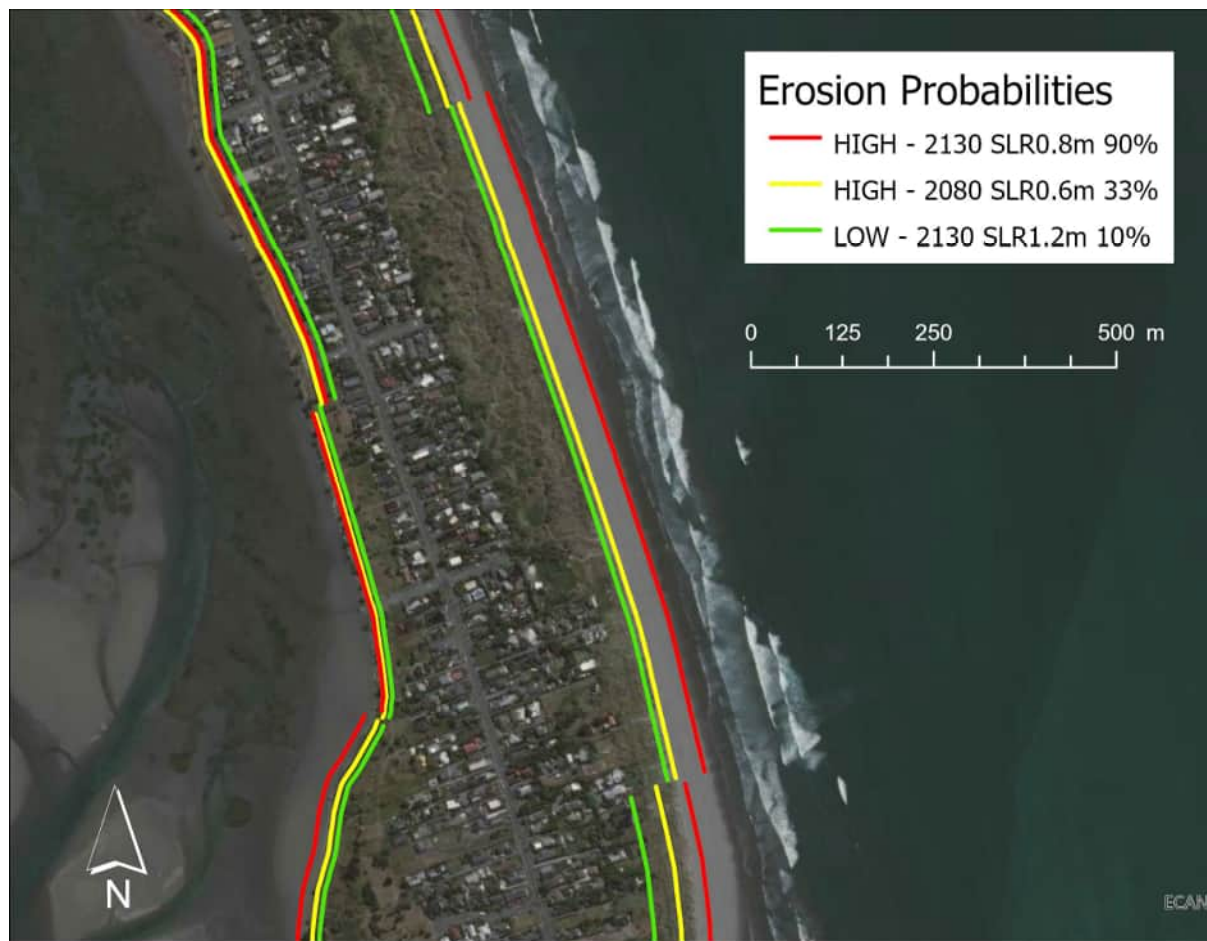 Erosion Probabilities
HIGH - 2130 SLR0.8m 90%
HIGH - 2080 SLR0.6m 33%
LOW - 2130 SLR1.2m 10%
0 125 250 500 m
N
ECAN